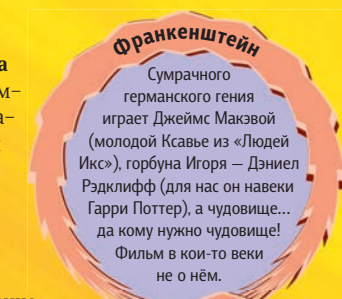 Франкенштейн
Сумрачного
германского гения
играет Джеймс Макэвой
(молодой Ксавье из «Людей
Икс»), горбуна Игоря — Дэниел
Рэдклифф (для нас он навеки
Гарри Поттер), а чудовище...
да кому нужно чудовище!
Фильм в кои-то веки
не о нём.